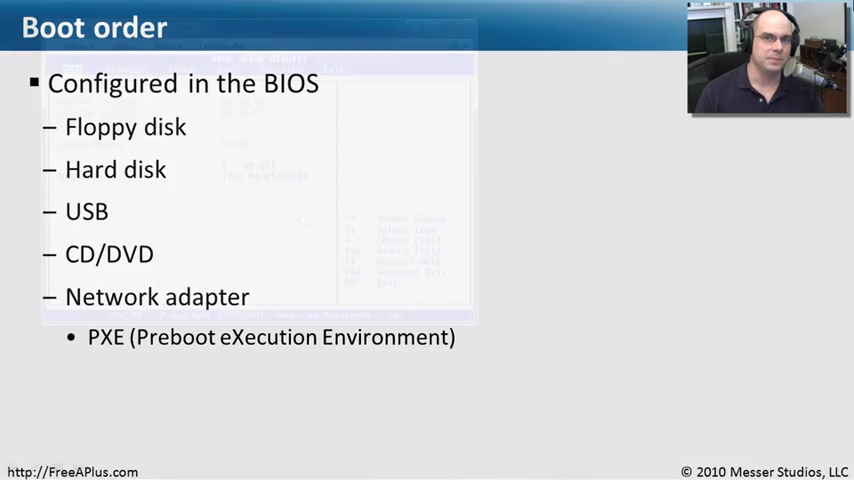 Boot order
▪ Configured in the BIOS
– Floppy disk
– Hard disk
– USB
– CD/DVD
– Network adapter
• PXE (Preboot eXecution Environment)
http://FreeAPlus.com
© 2010 Messer Studios, LLC